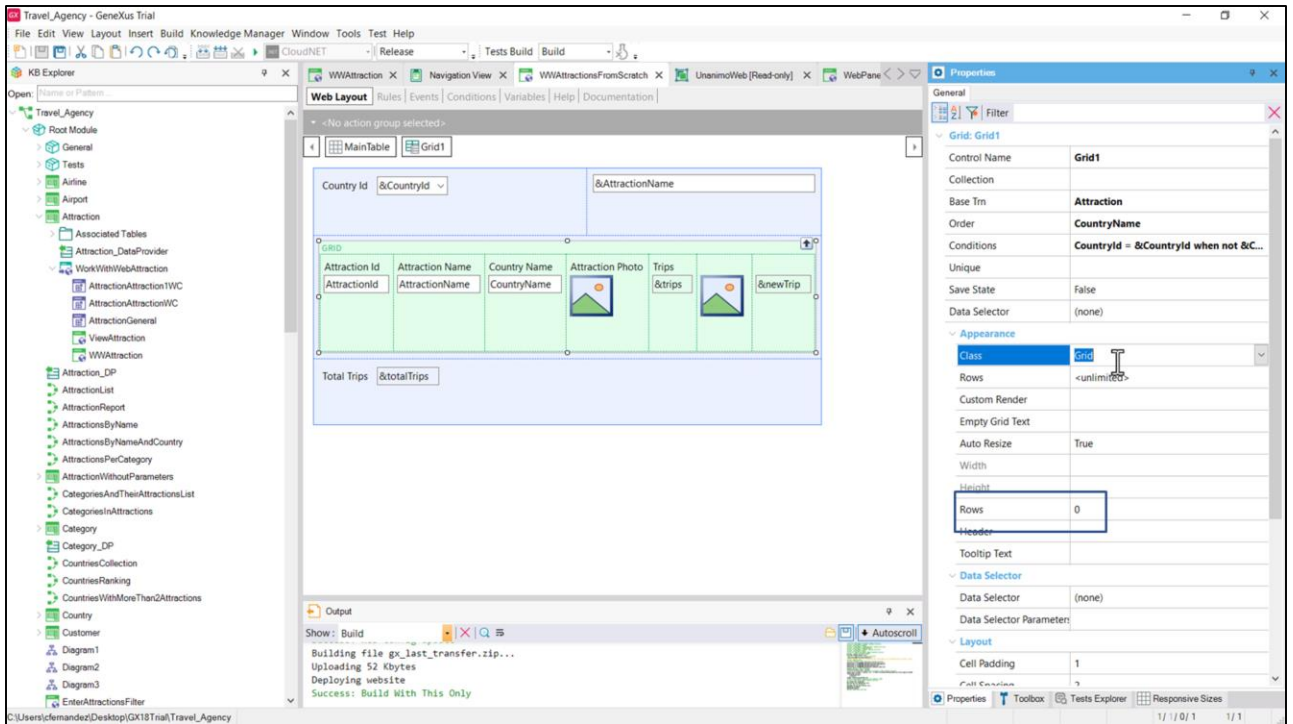 Travel_Agency - GeneXus Trial
File Edit View Layout Insert Build Knowledge Manager Window Tools Test Help
CloudNET Release Tests Build Build
KB Explorer
Open: Name or Pattern...
Travel_Agency
Root Module
General
Tests
Airline
Airport
Attraction
Associated Tables
Attraction_DataProvider
WorkWithWebAttraction
AttractionAttraction1WC
AttractionAttractionWC
AttractionGeneral
ViewAttraction
WWAttraction
Attraction_DP
AttractionList
AttractionReport
AttractionsByName
AttractionsByNameAndCountry
AttractionsPerCategory
AttractionWithoutParameters
CategoriesAndTheirAttractionsList
CategoriesInAttractions
Category
Category_DP
CountriesCollection
CountriesRanking
CountriesWithMoreThan2Attractions
Country
Customer
Diagram1
Diagram2
Diagram3
EnterAttractionsFilter
WWAttraction Navigation View WWAttractionsFromScratch UnanimoWeb [Read-only] WebPane
Web Layout Rules Events Conditions Variables Help Documentation
<No action group selected>
MainTable Grid1
Country Id &CountryId &AttractionName
GRID
Attraction Id Attraction Name Country Name Attraction Photo Trips
AttractionId AttractionName CountryName &trips &newTrip
Total Trips &totalTrips
Output
Show: Build Autoscroll
Building file gx_last_transfer.zip...
Uploading 52 Kbytes
Deploying website
Success: Build With This Only
Properties
General
Filter
Grid: Grid1
Control Name Grid1
Collection
Base Trn Attraction
Order CountryName
Conditions CountryId = &CountryId when not &C...
Unique
Save State False
Data Selector (none)
Appearance
Class Grid
Rows <unlimited>
Custom Render
Empty Grid Text
Auto Resize True
Width
Height
Rows 0
Header
Tooltip Text
Data Selector
Data Selector (none)
Data Selector Parameters
Layout
Cell Padding 1
Cell Spacing 2
Properties Toolbox Tests Explorer Responsive Sizes
C:\Users\cfernandez\Desktop\GX18Trial\Travel_Agency 1/ 1/ 0/ 1 1/ 1